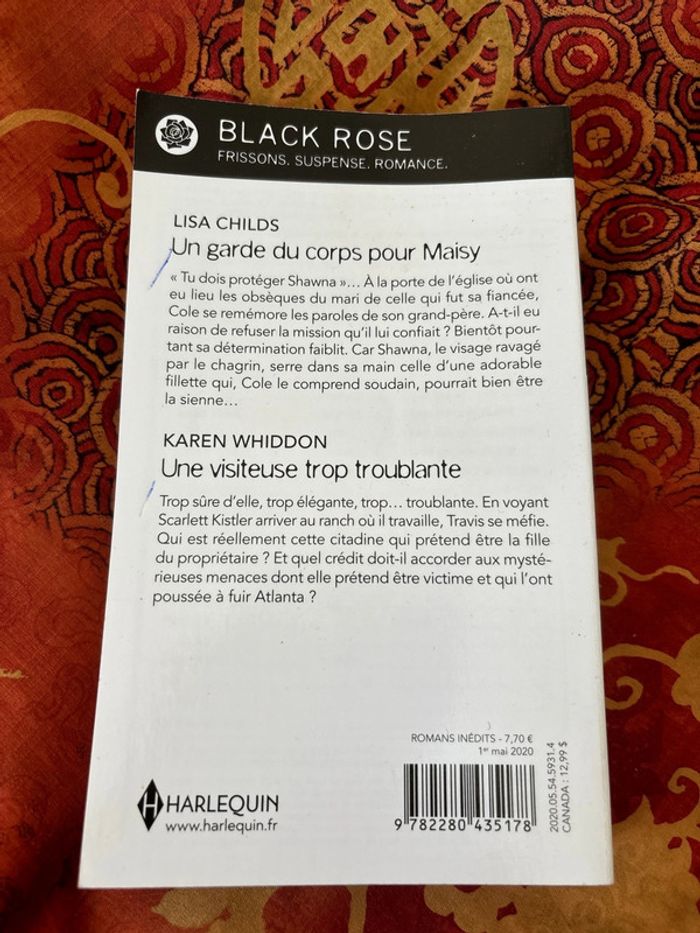 BLACK ROSE
FRISSONS. SUSPENSE. ROMANCE.
LISA CHILDS
Un garde du corps pour Maisy
« Tu dois protéger Shawna »… À la porte de l'église où ont
eu lieu les obsèques du mari de celle qui fut sa fiancée,
Cole se remémore les paroles de son grand-père. A-t-il eu
raison de refuser la mission qu'il lui confiait ? Bientôt pour-
tant sa détermination faiblit. Car Shawna, le visage ravagé
par le chagrin, serre dans sa main celle d'une adorable
fillette qui, Cole le comprend soudain, pourrait bien être
la sienne…
KAREN WHIDDON
Une visiteuse trop troublante
Trop sûre d'elle, trop élégante, trop… troublante. En voyant
Scarlett Kistler arriver au ranch où il travaille, Travis se méfie.
Qui est réellement cette citadine qui prétend être la fille
du propriétaire ? Et quel crédit doit-il accorder aux mysté-
rieuses menaces dont elle prétend être victime et qui l'ont
poussée à fuir Atlanta ?
ROMANS INÉDITS - 7,70 €
1er mai 2020
H HARLEQUIN
www.harlequin.fr
9 782280 435178
2020.05.54.5931.4
CANADA : 12,99 $